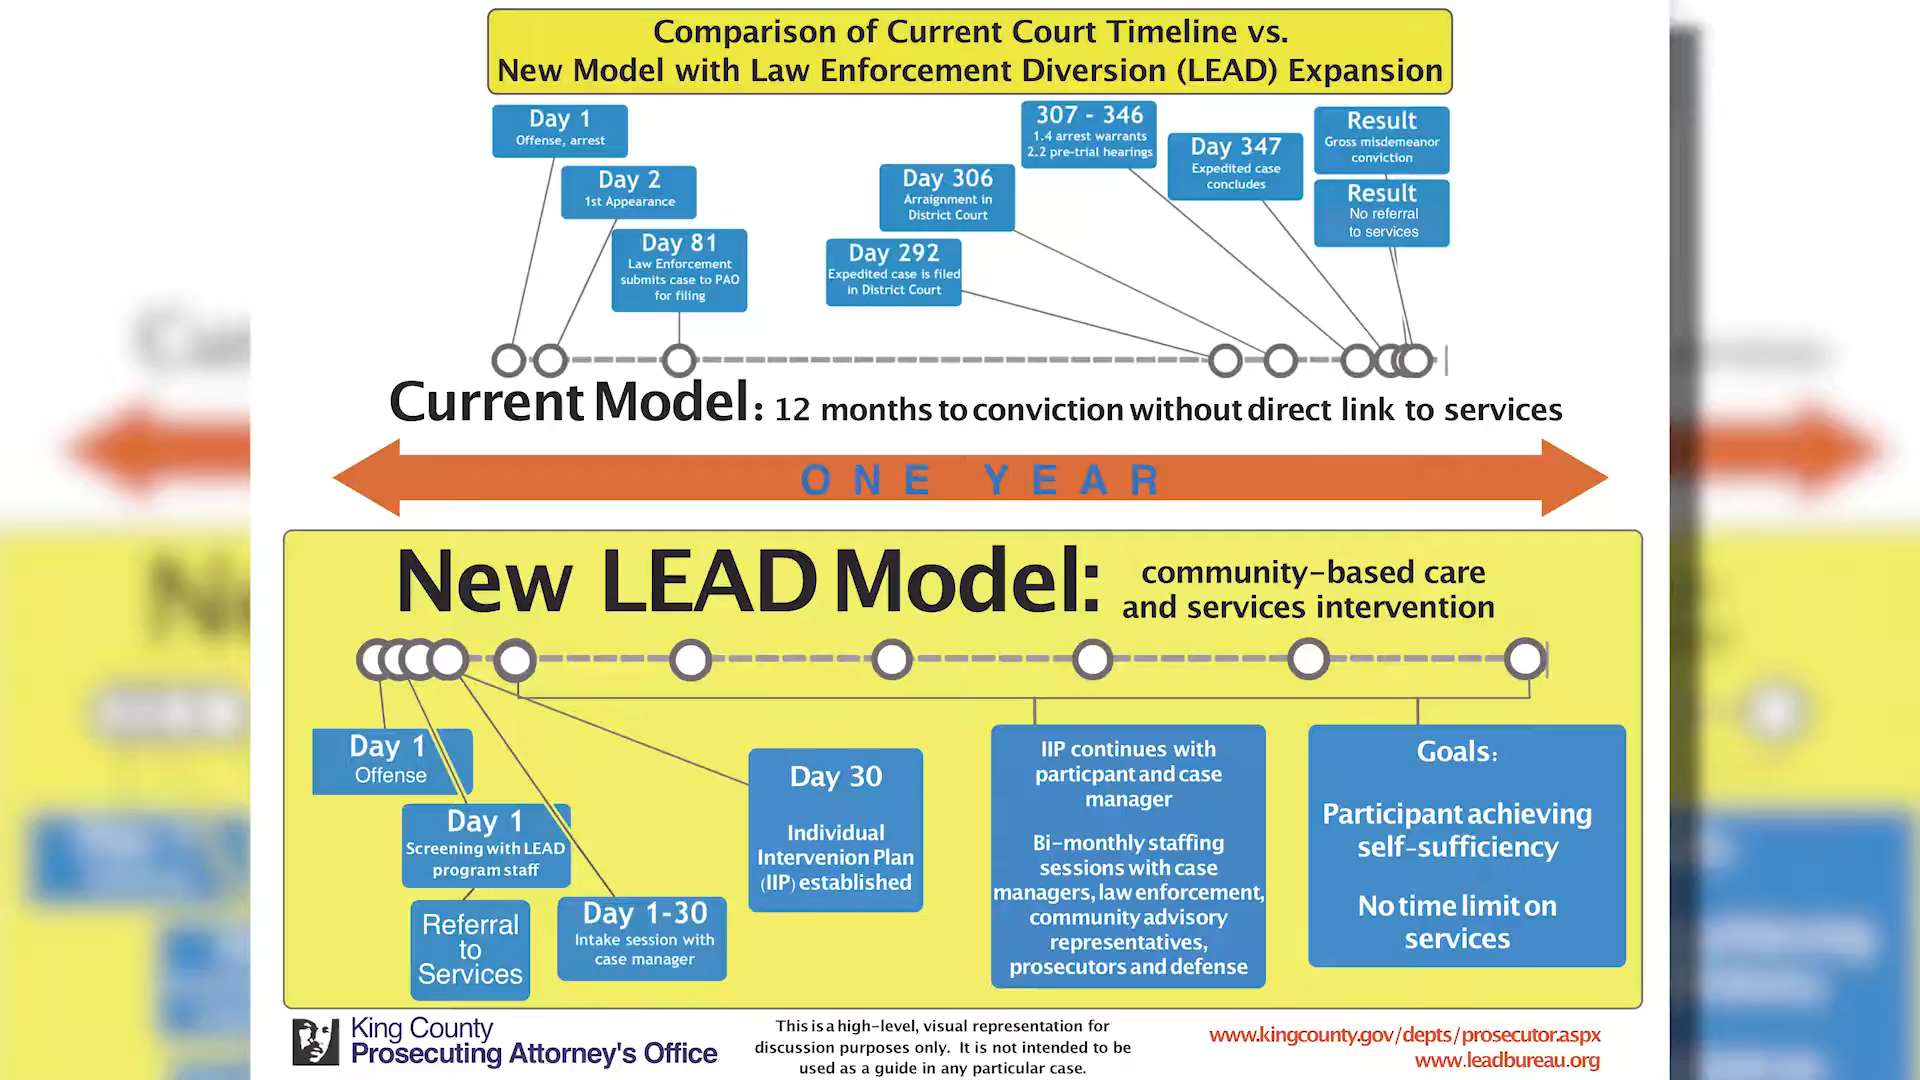 Comparison of Current Court Timeline vs.
New Model with Law Enforcement Diversion (LEAD) Expansion
Day 1
Offense, arrest
Day 2
1st Appearance
Day 81
Law Enforcement
submits case to PAO
for filing
Day 292
Expedited case is filed
in District Court
Day 306
Arraignment in
District Court
307 - 346
1.4 arrest warrants
2.2 pre-trial hearings
Day 347
Expedited case
concludes
Result
Gross misdemeanor
conviction
Result
No referral
to services
Current Model: 12 months to conviction without direct link to services
ONE YEAR
New LEAD Model: community-based care
and services intervention
Day 1
Offense
Day 1
Screening with LEAD
program staff
Referral
to
Services
Day 1-30
Intake session with
case manager
Day 30
Individual
Intervenion Plan
(IIP) established
IIP continues with
particpant and case
manager
Bi-monthly staffing
sessions with case
managers, law enforcement,
community advisory
representatives,
prosecutors and defense
Goals:
Participant achieving
self-sufficiency
No time limit on
services
King County
Prosecuting Attorney's Office
This is a high-level, visual representation for
discussion purposes only. It is not intended to be
used as a guide in any particular case.
www.kingcounty.gov/depts/prosecutor.aspx
www.leadbureau.org